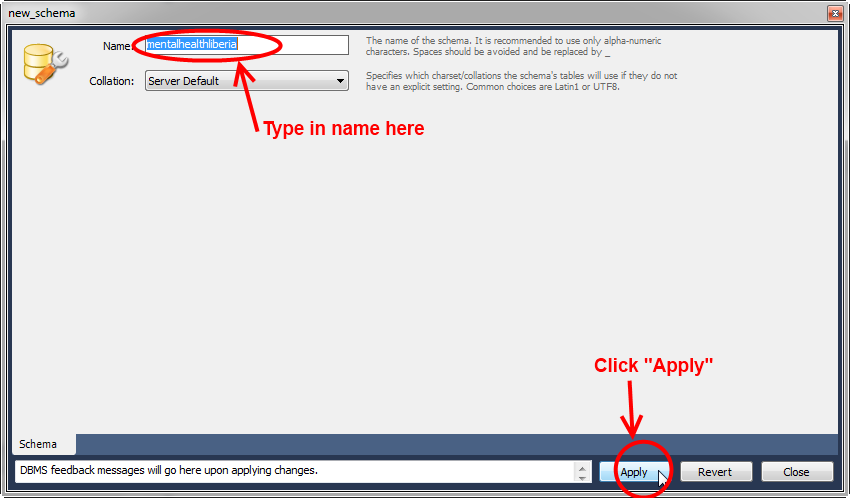 new_schema
Name: mentalhealthliberia
The name of the schema. It is recommended to use only alpha-numeric
characters. Spaces should be avoided and be replaced by _
Collation: Server Default
Specifies which charset/collations the schema's tables will use if they do not
have an explicit setting. Common choices are Latin1 or UTF8.
Type in name here
Click "Apply"
Schema
DBMS feedback messages will go here upon applying changes.
Apply
Revert
Close